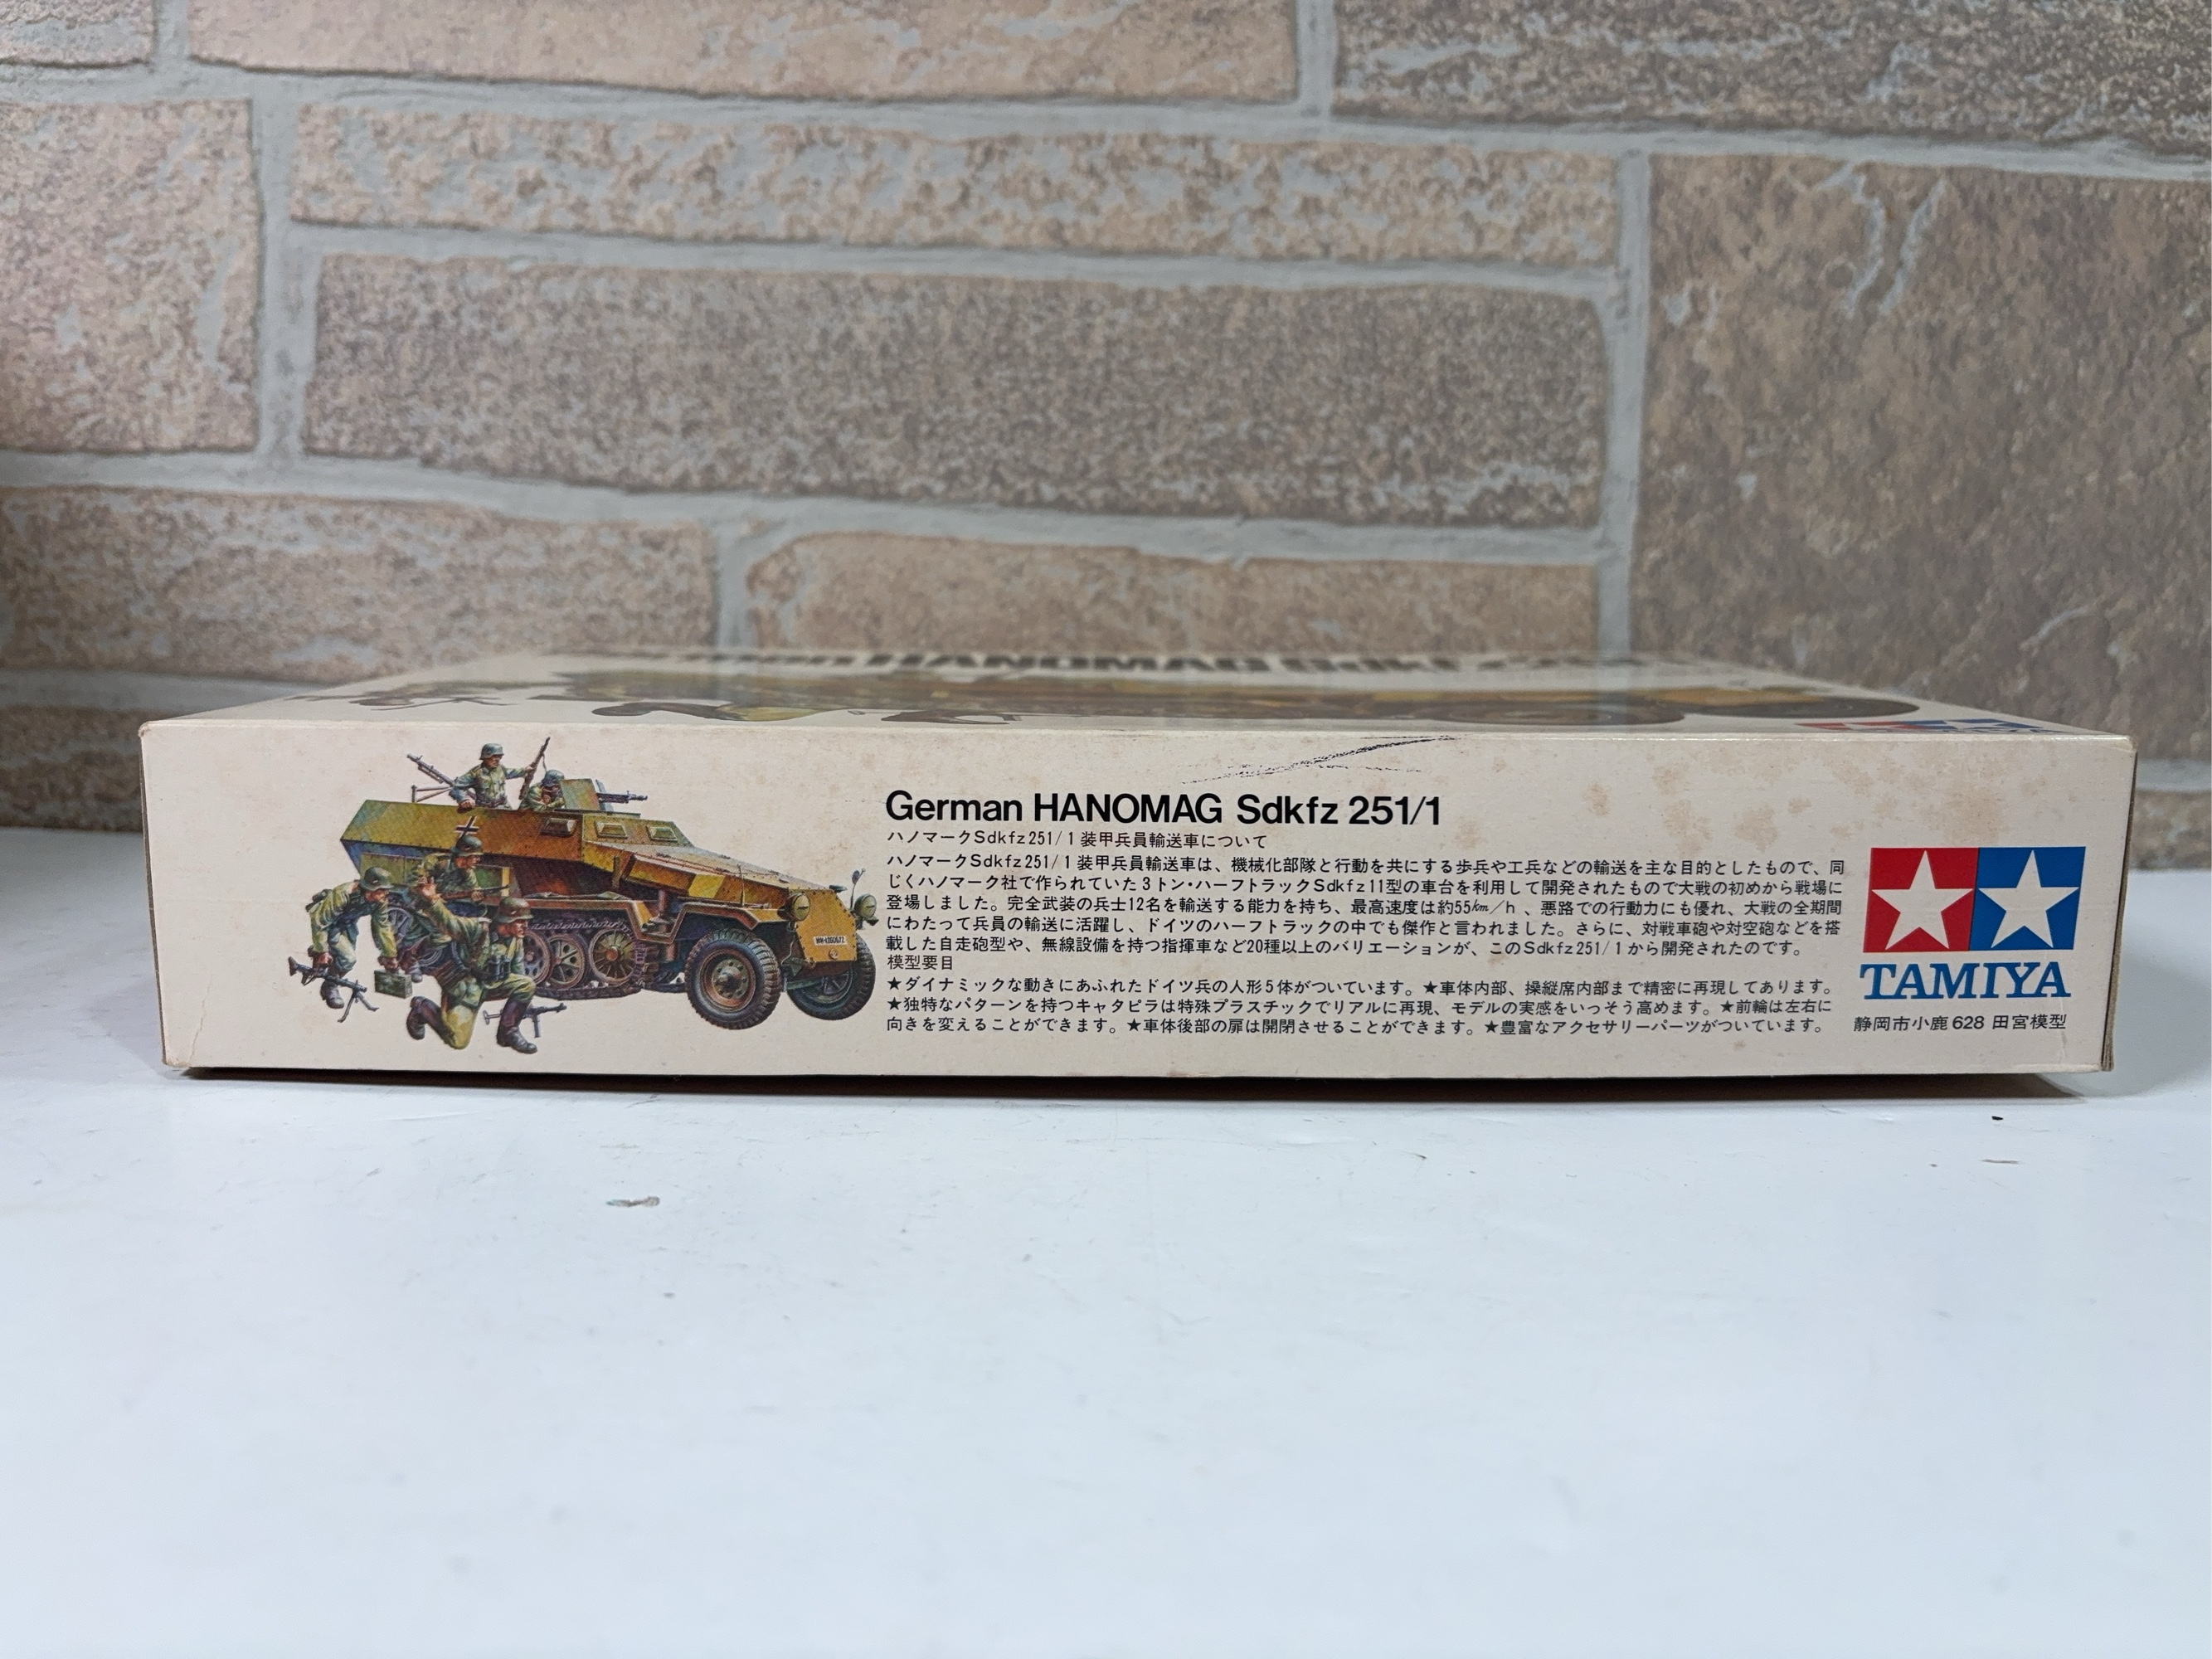 German HANOMAG Sdkfz 251/1
ハノマークSdkfz251/1装甲兵員輸送車について
ハノマークSdkfz251/1装甲兵員輸送車は、機械化部隊と行動を共にする歩兵や工兵などの輸送を主な目的としたもので、同
じくハノマーク社で作られていた3トン・ハーフトラックSdkfz11型の車台を利用して開発されたもので大戦の初めから戦場に
登場しました。完全武装の兵士12名を輸送する能力を持ち、最高速度は約55㎞/h、悪路での行動力にも優れ、大戦の全期間
にわたって兵員の輸送に活躍し、ドイツのハーフトラックの中でも傑作と言われました。さらに、対戦車砲や対空砲などを搭
載した自走砲型や、無線設備を持つ指揮車など20種以上のバリエーションが、このSdkfz251/1から開発されたのです。
模型要目
★ダイナミックな動きにあふれたドイツ兵の人形5体がついています。★車体内部、操縦席内部まで精密に再現してあります。
★独特なパターンを持つキャタピラは特殊プラスチックでリアルに再現、モデルの実感をいっそう高めます。★前輪は左右に
向きを変えることができます。★車体後部の扉は開閉させることができます。★豊富なアクセサリーパーツがついています。
TAMIYA
静岡市小鹿628 田宮模型